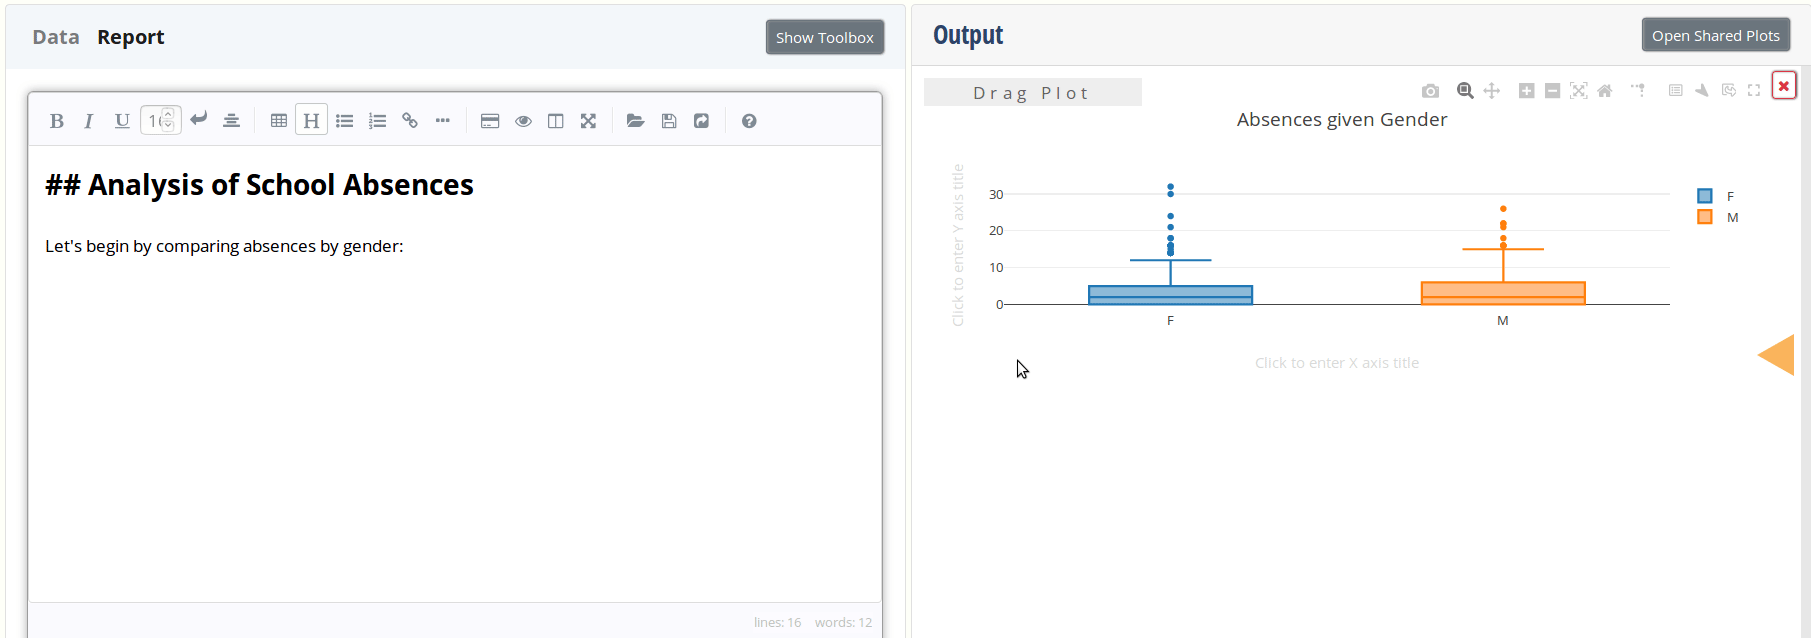 Data Report Show Toolbox
B I U 16 H
## Analysis of School Absences
Let's begin by comparing absences by gender:
lines: 16 words: 12
Output Open Shared Plots
Drag Plot
Absences given Gender
Click to enter Y axis title
30
20
10
0
F M
Click to enter X axis title
F
M